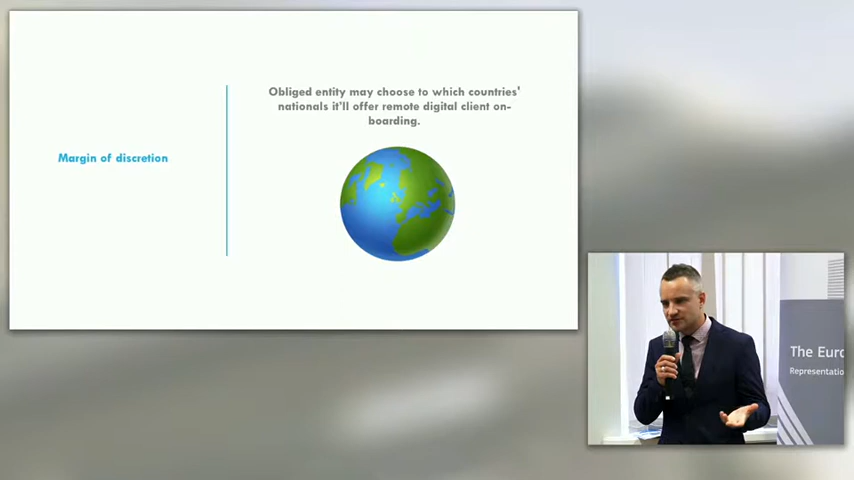 Obliged entity may choose to which countries'
nationals it'll offer remote digital client on-
boarding.
Margin of discretion
The Euro
Representatio